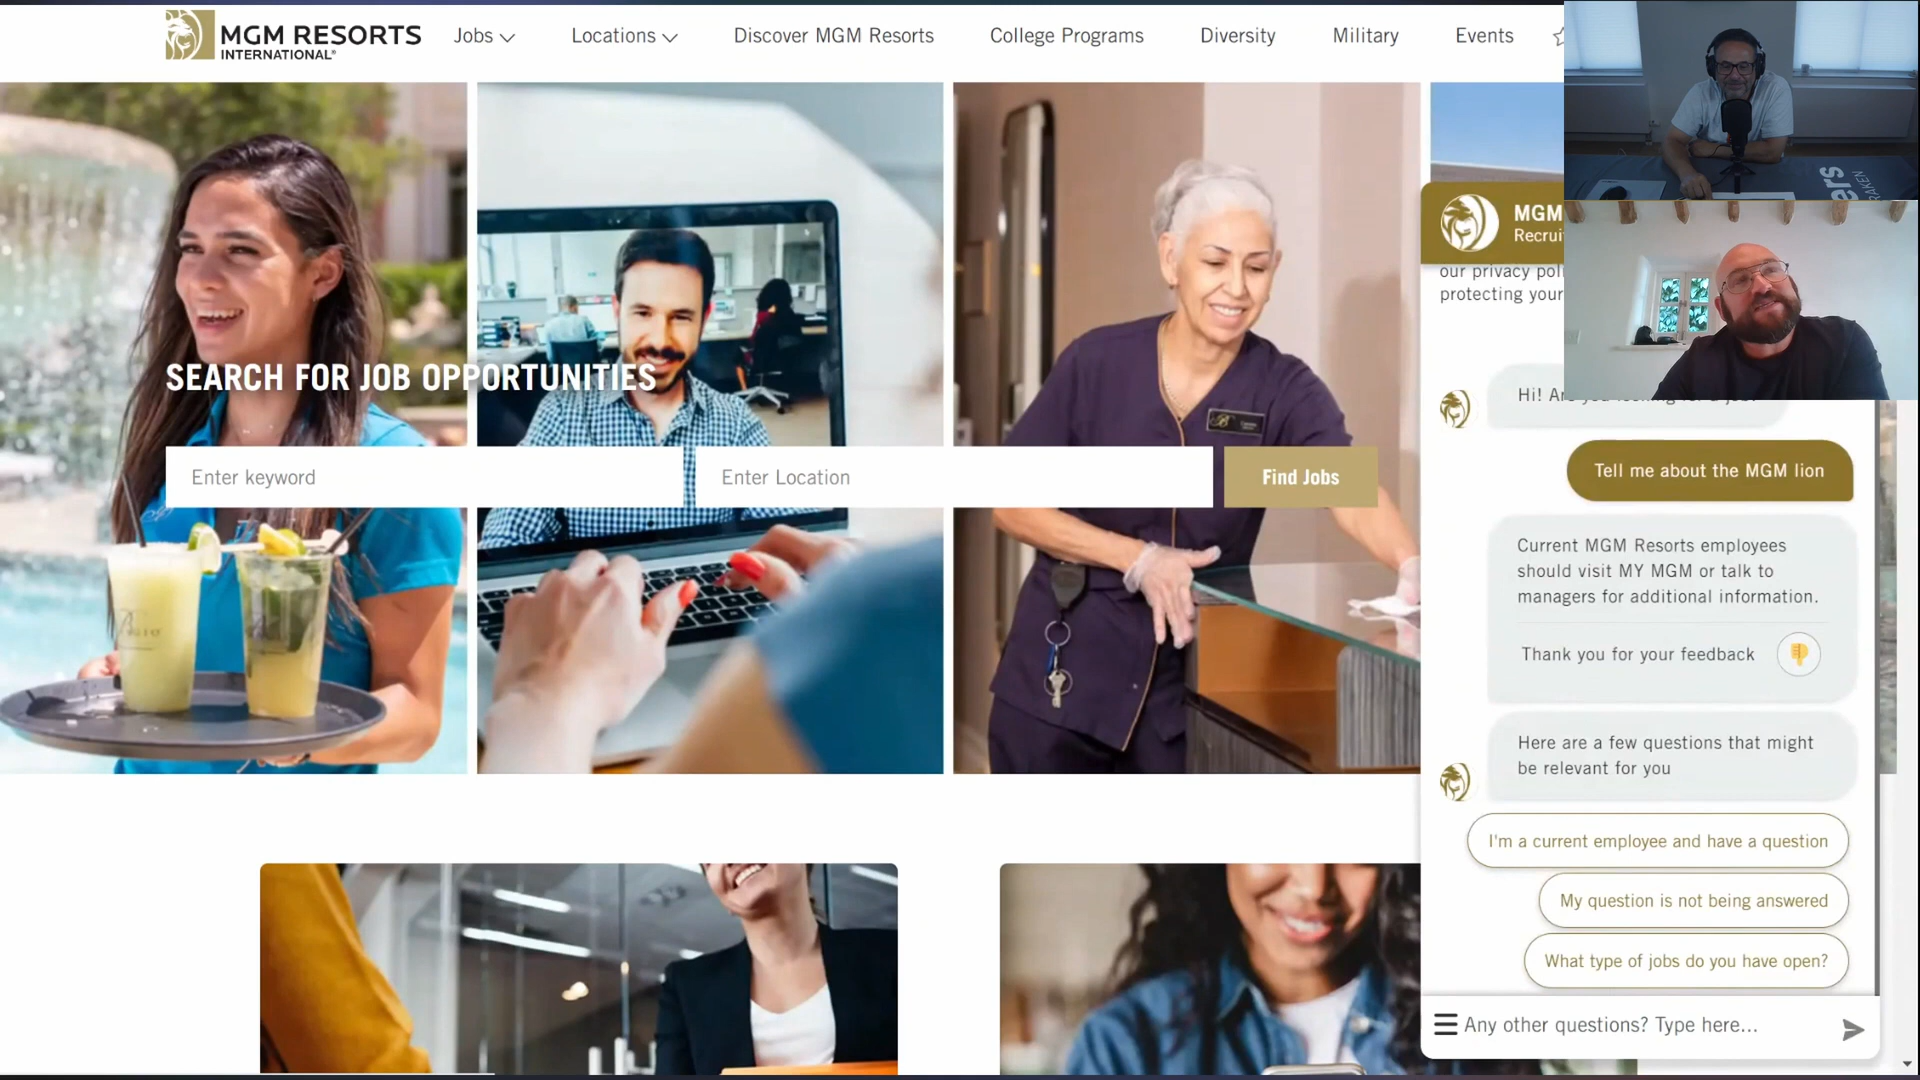 MGM RESORTS
INTERNATIONAL®
Jobs
Locations
Discover MGM Resorts
College Programs
Diversity
Military
Events
SEARCH FOR JOB OPPORTUNITIES
Enter keyword
Enter Location
Find Jobs
MGM
Recrui
our privacy poli
protecting your
Hi!
Tell me about the MGM lion
Current MGM Resorts employees
should visit MY MGM or talk to
managers for additional information.
Thank you for your feedback
Here are a few questions that might
be relevant for you
I'm a current employee and have a question
My question is not being answered
What type of jobs do you have open?
Any other questions? Type here...
ers
RAKEN